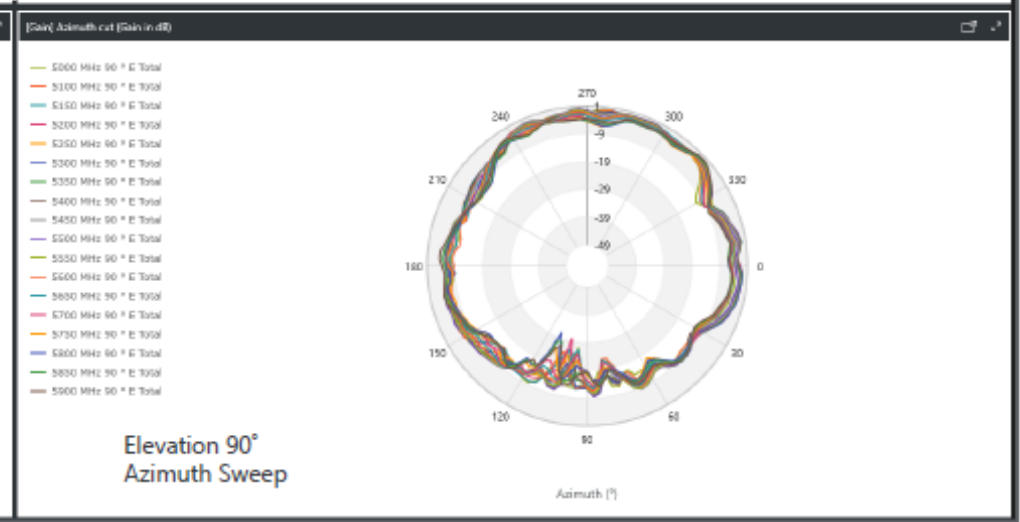 [Gain] Azimuth cut (Gain in dB)
5000 MHz 90 ° E Total
5100 MHz 90 ° E Total
5150 MHz 90 ° E Total
5200 MHz 90 ° E Total
5250 MHz 90 ° E Total
5300 MHz 90 ° E Total
5350 MHz 90 ° E Total
5400 MHz 90 ° E Total
5450 MHz 90 ° E Total
5500 MHz 90 ° E Total
5550 MHz 90 ° E Total
5600 MHz 90 ° E Total
5650 MHz 90 ° E Total
5700 MHz 90 ° E Total
5750 MHz 90 ° E Total
5800 MHz 90 ° E Total
5850 MHz 90 ° E Total
5900 MHz 90 ° E Total
270
240
300
1
-9
-19
-29
-39
-49
210
330
180
0
150
30
120
60
90
Azimuth (°)
Elevation 90°
Azimuth Sweep